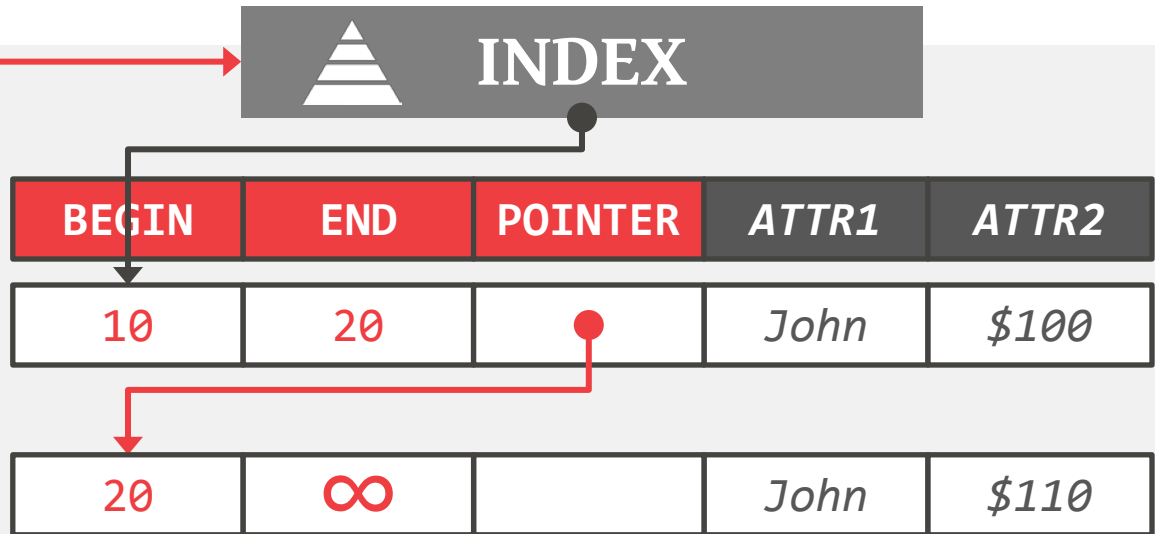 INDEX
BEGIN END POINTER ATTR1 ATTR2
10 20 John $100
20 ∞ John $110